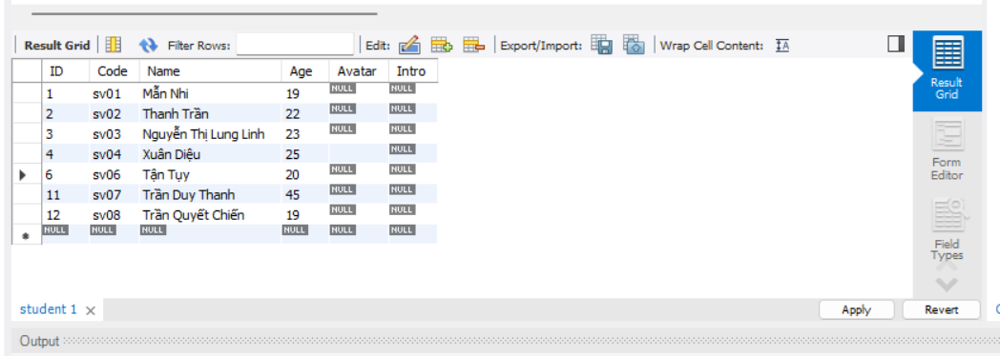 Result Grid Filter Rows: Edit: Export/Import: Wrap Cell Content: IA
ID Code Name Age Avatar Intro
1 sv01 Mẫn Nhi 19 NULL NULL
2 sv02 Thanh Trần 22 NULL NULL
3 sv03 Nguyễn Thị Lung Linh 23 NULL NULL
4 sv04 Xuân Diệu 25 NULL
6 sv06 Tận Tụy 20 NULL NULL
11 sv07 Trần Duy Thanh 45 NULL NULL
12 sv08 Trần Quyết Chiến 19 NULL NULL
NULL NULL NULL NULL NULL NULL
Result
Grid
Form
Editor
Field
Types
student 1
Apply Revert
Output